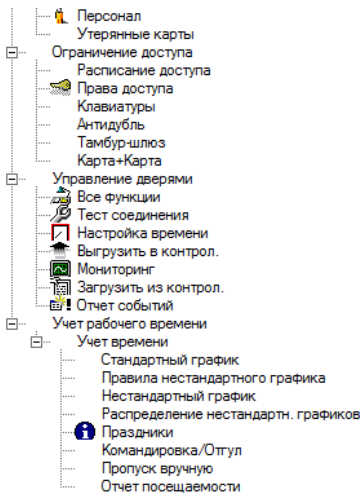 Персонал
Утерянные карты
Ограничение доступа
Расписание доступа
Права доступа
Клавиатуры
Антидубль
Тамбур-шлюз
Карта+Карта
Управление дверями
Все функции
Тест соединения
Настройка времени
Выгрузить в контрол.
Мониторинг
Загрузить из контрол.
Отчет событий
Учет рабочего времени
Учет времени
Стандартный график
Правила нестандартного графика
Нестандартный график
Распределение нестандартн. графиков
Праздники
Командировка/Отгул
Пропуск вручную
Отчет посещаемости